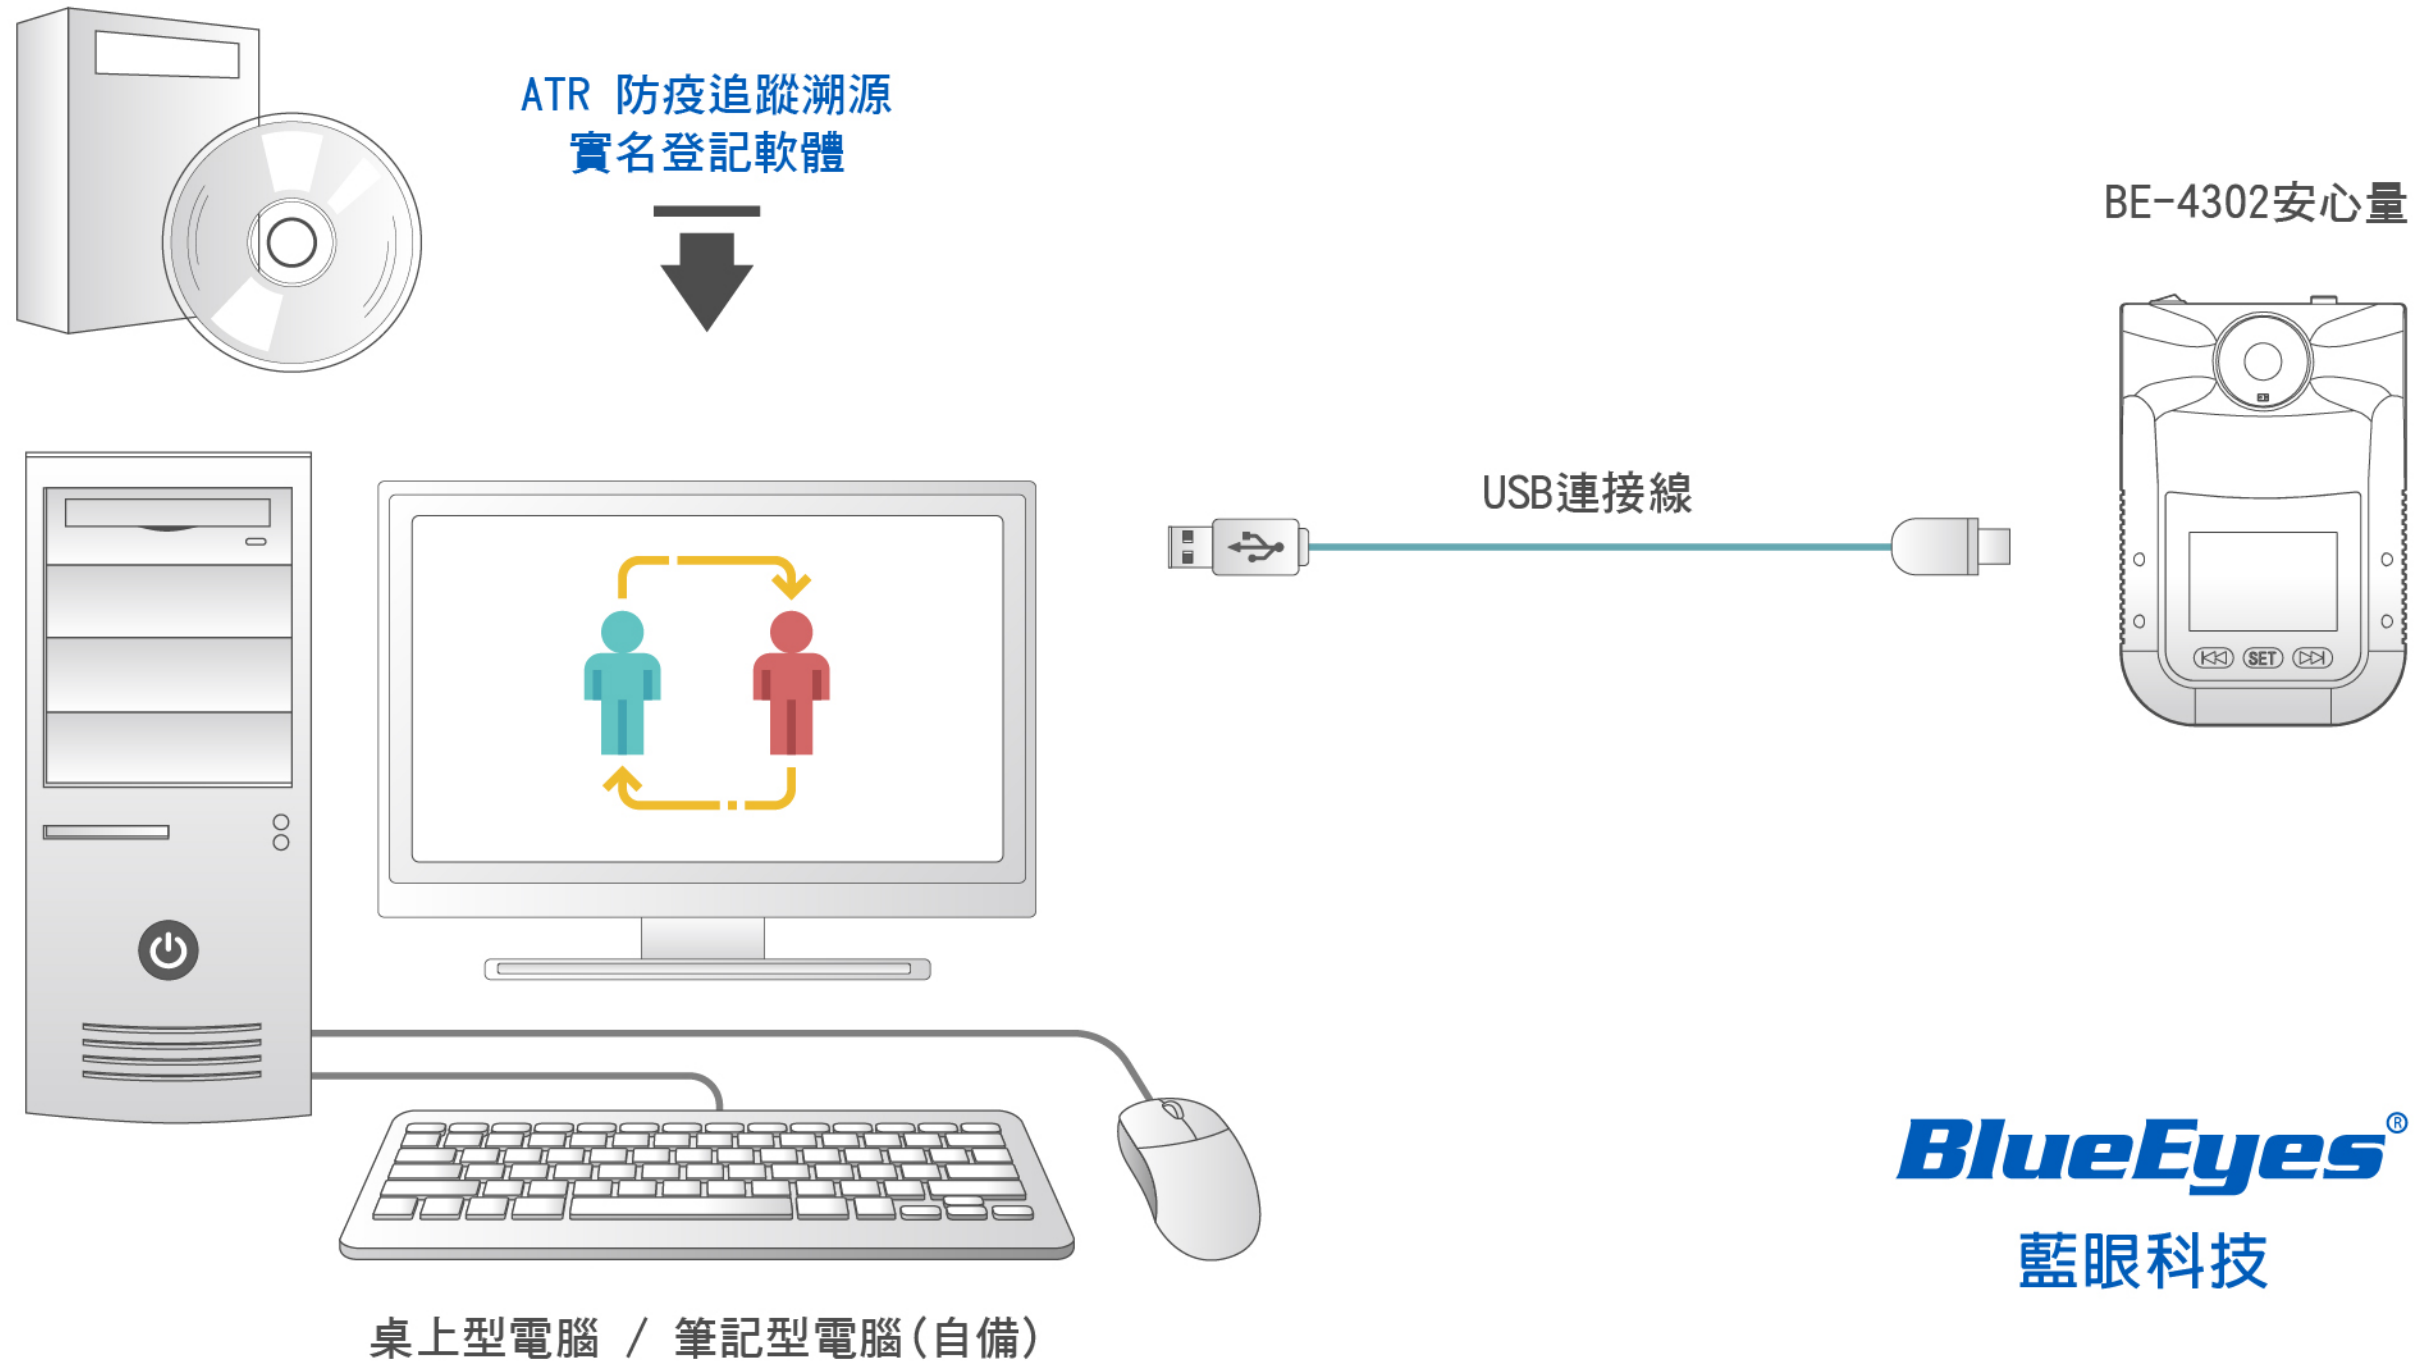 ATR 防疫追蹤溯源
實名登記軟體
BE-4302安心量
USB連接線
SET
BlueEyes®
藍眼科技
桌上型電腦 / 筆記型電腦(自備)